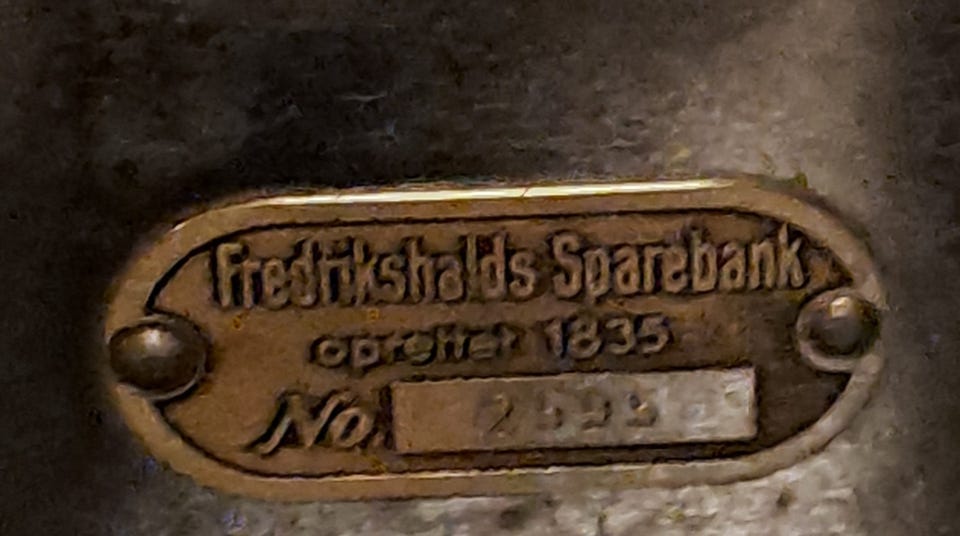 Fredrikshalds Sparebank
oprettet 1835
No.